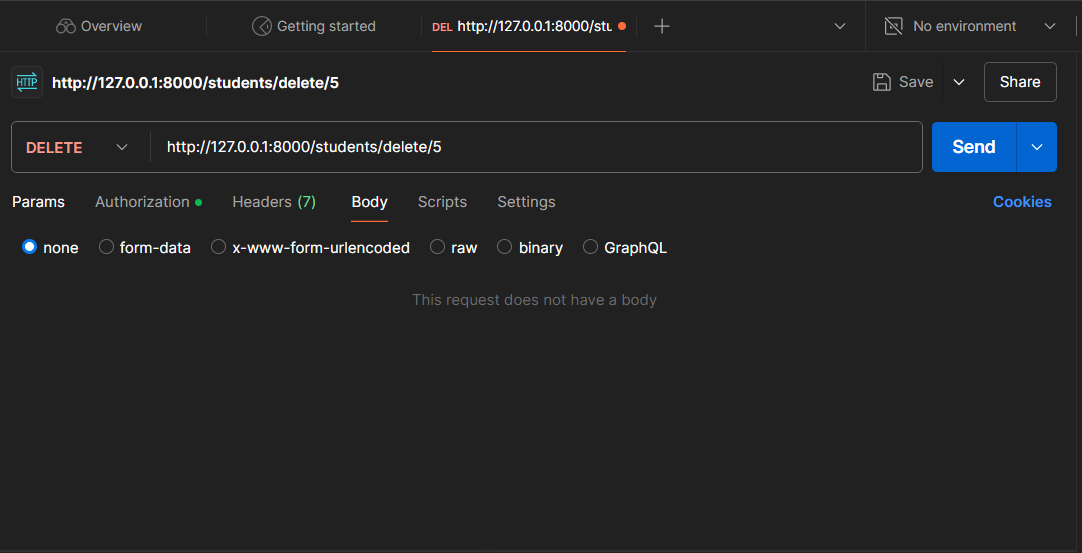 Overview Getting started DEL http://127.0.0.1:8000/stu No environment
HTTP http://127.0.0.1:8000/students/delete/5 Save Share
DELETE http://127.0.0.1:8000/students/delete/5 Send
Params Authorization Headers (7) Body Scripts Settings Cookies
none form-data x-www-form-urlencoded raw binary GraphQL
This request does not have a body